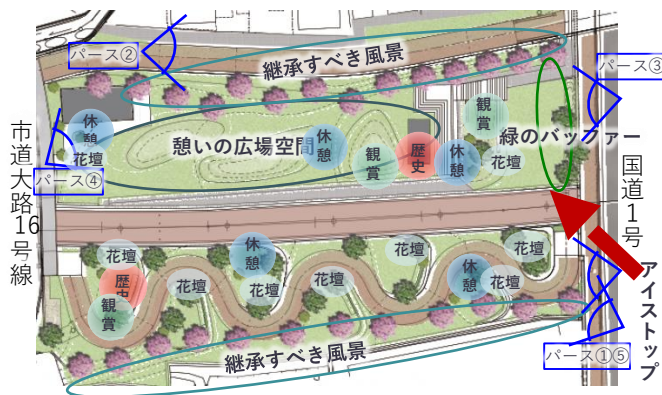 パース②
継承すべき風景
パース③
休憩
花壇
憩いの広場空間
休憩
観賞
観賞
歴史
休憩
花壇
緑のバッファー
パース④
市道大路16号線
国道1号
アイストップ
花壇
歴史
観賞
花壇
休憩
花壇
花壇
花壇
休憩
花壇
花壇
継承すべき風景
パース①⑤